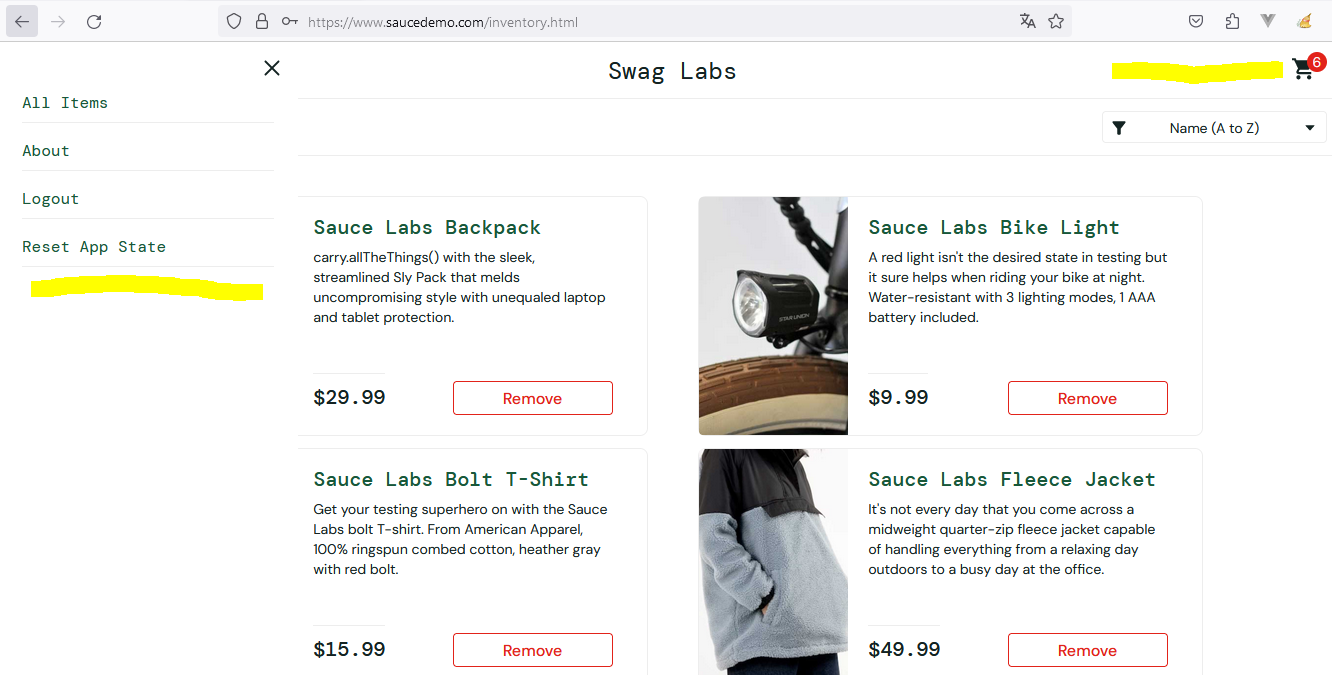 https://www.saucedemo.com/inventory.html
Swag Labs
6
All Items
About
Logout
Reset App State
Name (A to Z)
Sauce Labs Backpack
carry.allTheThings() with the sleek,
streamlined Sly Pack that melds
uncompromising style with unequaled laptop
and tablet protection.
$29.99
Remove
Sauce Labs Bike Light
A red light isn't the desired state in testing but
it sure helps when riding your bike at night.
Water-resistant with 3 lighting modes, 1 AAA
battery included.
STAR UNION
$9.99
Remove
Sauce Labs Bolt T-Shirt
Get your testing superhero on with the Sauce
Labs bolt T-shirt. From American Apparel,
100% ringspun combed cotton, heather gray
with red bolt.
$15.99
Remove
Sauce Labs Fleece Jacket
It's not every day that you come across a
midweight quarter-zip fleece jacket capable
of handling everything from a relaxing day
outdoors to a busy day at the office.
$49.99
Remove